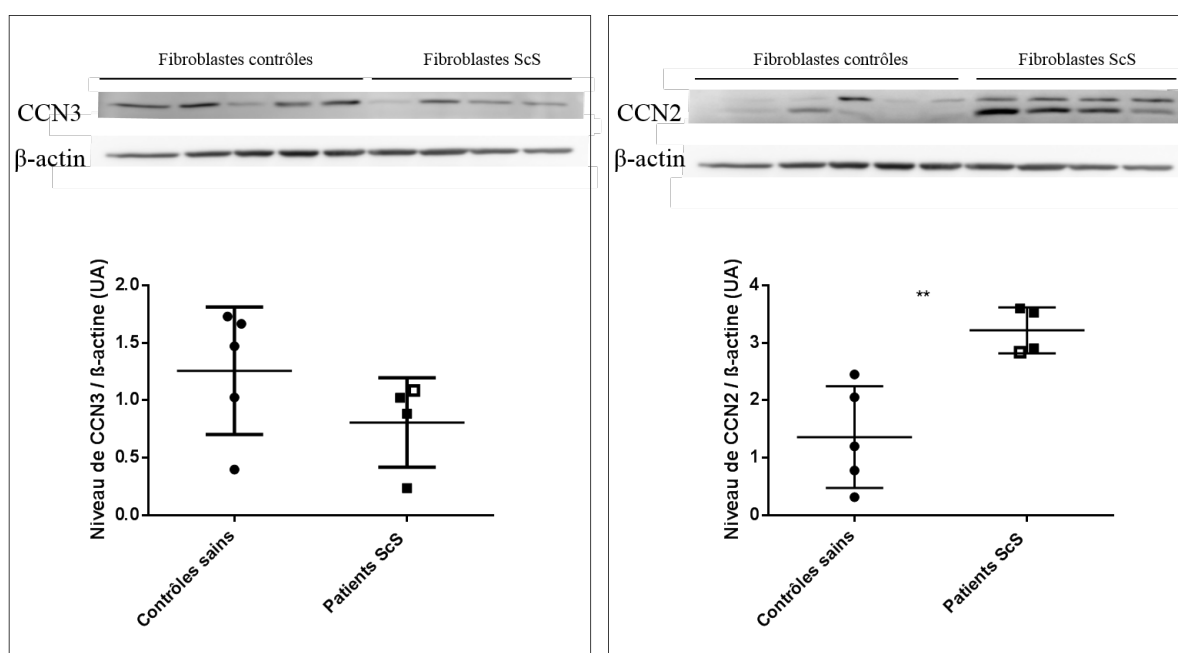 Fibroblastes contrôles
Fibroblastes ScS
CCN3
β-actin
Niveau de CCN3 / ß-actine (UA)
2.0
1.5
1.0
0.5
0.0
Contrôles sains
Patients ScS
Fibroblastes contrôles
Fibroblastes ScS
CCN2
β-actin
Niveau de CCN2 / ß-actine (UA)
4
3
2
1
0
**
Contrôles sains
Patients ScS